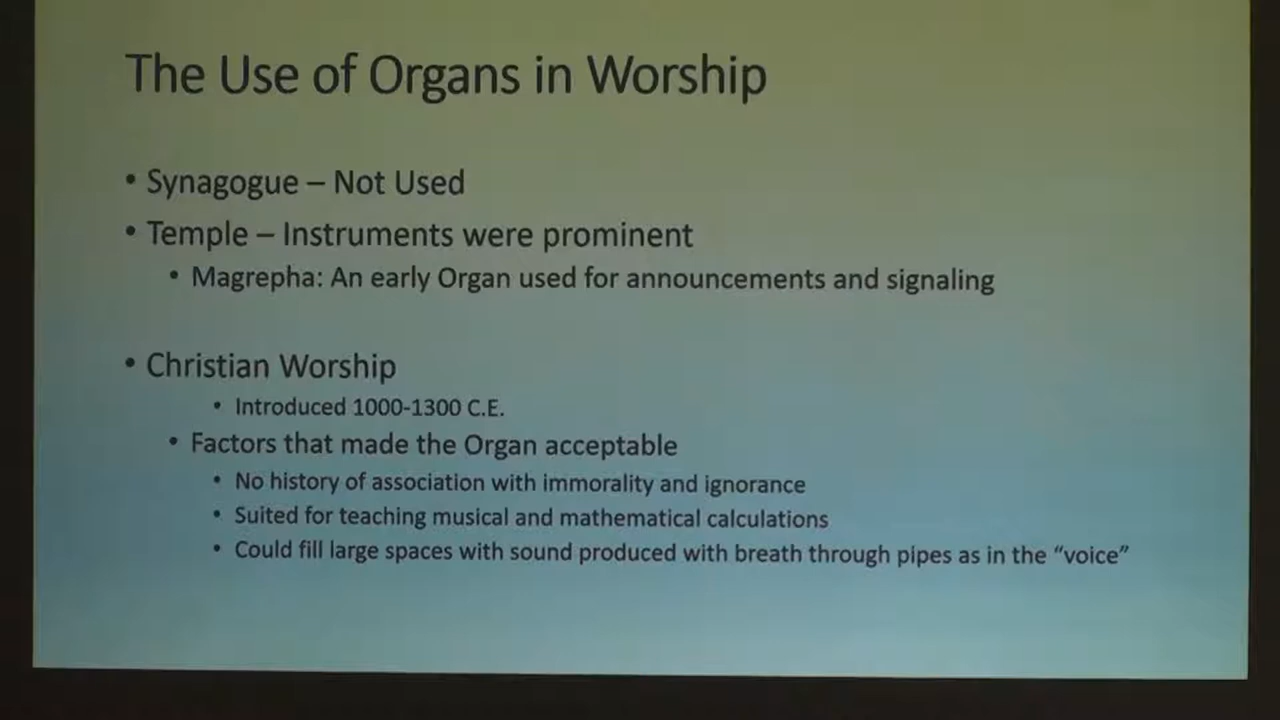 The Use of Organs in Worship
• Synagogue – Not Used
• Temple – Instruments were prominent
• Magrepha: An early Organ used for announcements and signaling
• Christian Worship
• Introduced 1000-1300 C.E.
• Factors that made the Organ acceptable
• No history of association with immorality and ignorance
• Suited for teaching musical and mathematical calculations
• Could fill large spaces with sound produced with breath through pipes as in the “voice”